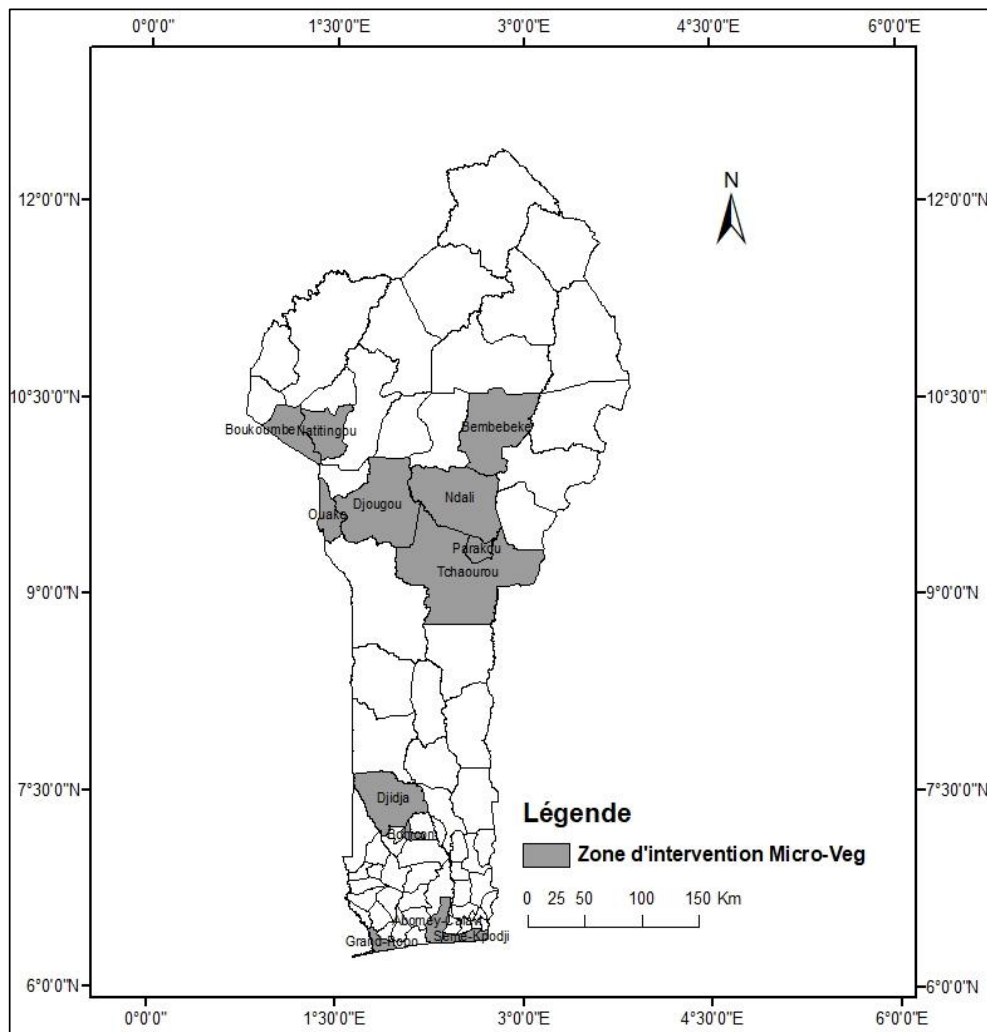 0°0'0" 1°30'0"E 3°0'0"E 4°30'0"E 6°0'0"E
N
12°0'0"N 12°0'0"N
10°30'0"N 10°30'0"N
Boukoumbe Natitingou Bembebeke
Ndali
Djougou
Ouake
Parakou
Tchaourou
9°0'0"N 9°0'0"N
7°30'0"N 7°30'0"N
Djidja
Légende
Bohicon
Zone d'intervention Micro-Veg
0 25 50 100 150 Km
Abomey-Calavi
Grand-Popo Seme-Kpodji
6°0'0"N 6°0'0"N
0°0'0" 1°30'0"E 3°0'0"E 4°30'0"E 6°0'0"E